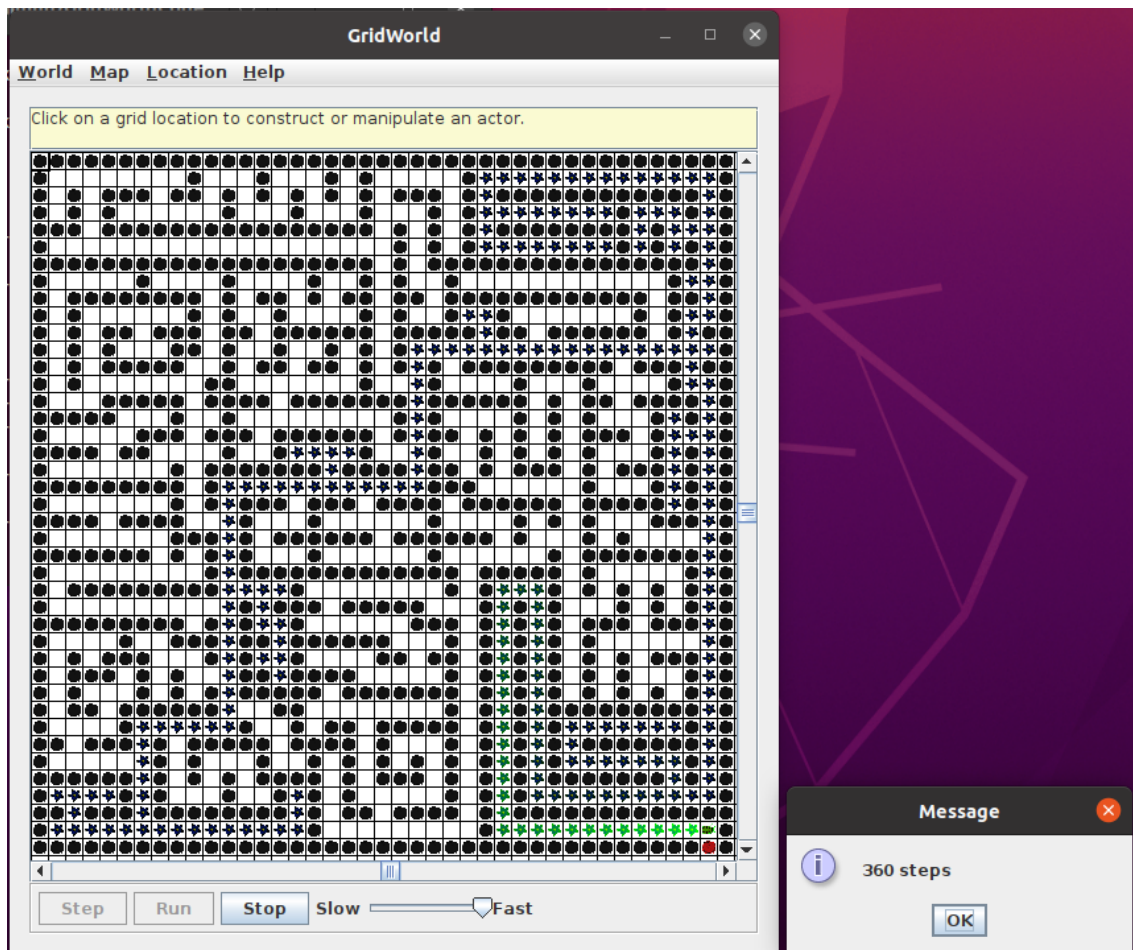 GridWorld
World Map Location Help
Click on a grid location to construct or manipulate an actor.
Step Run Stop Slow Fast
Message
360 steps
OK